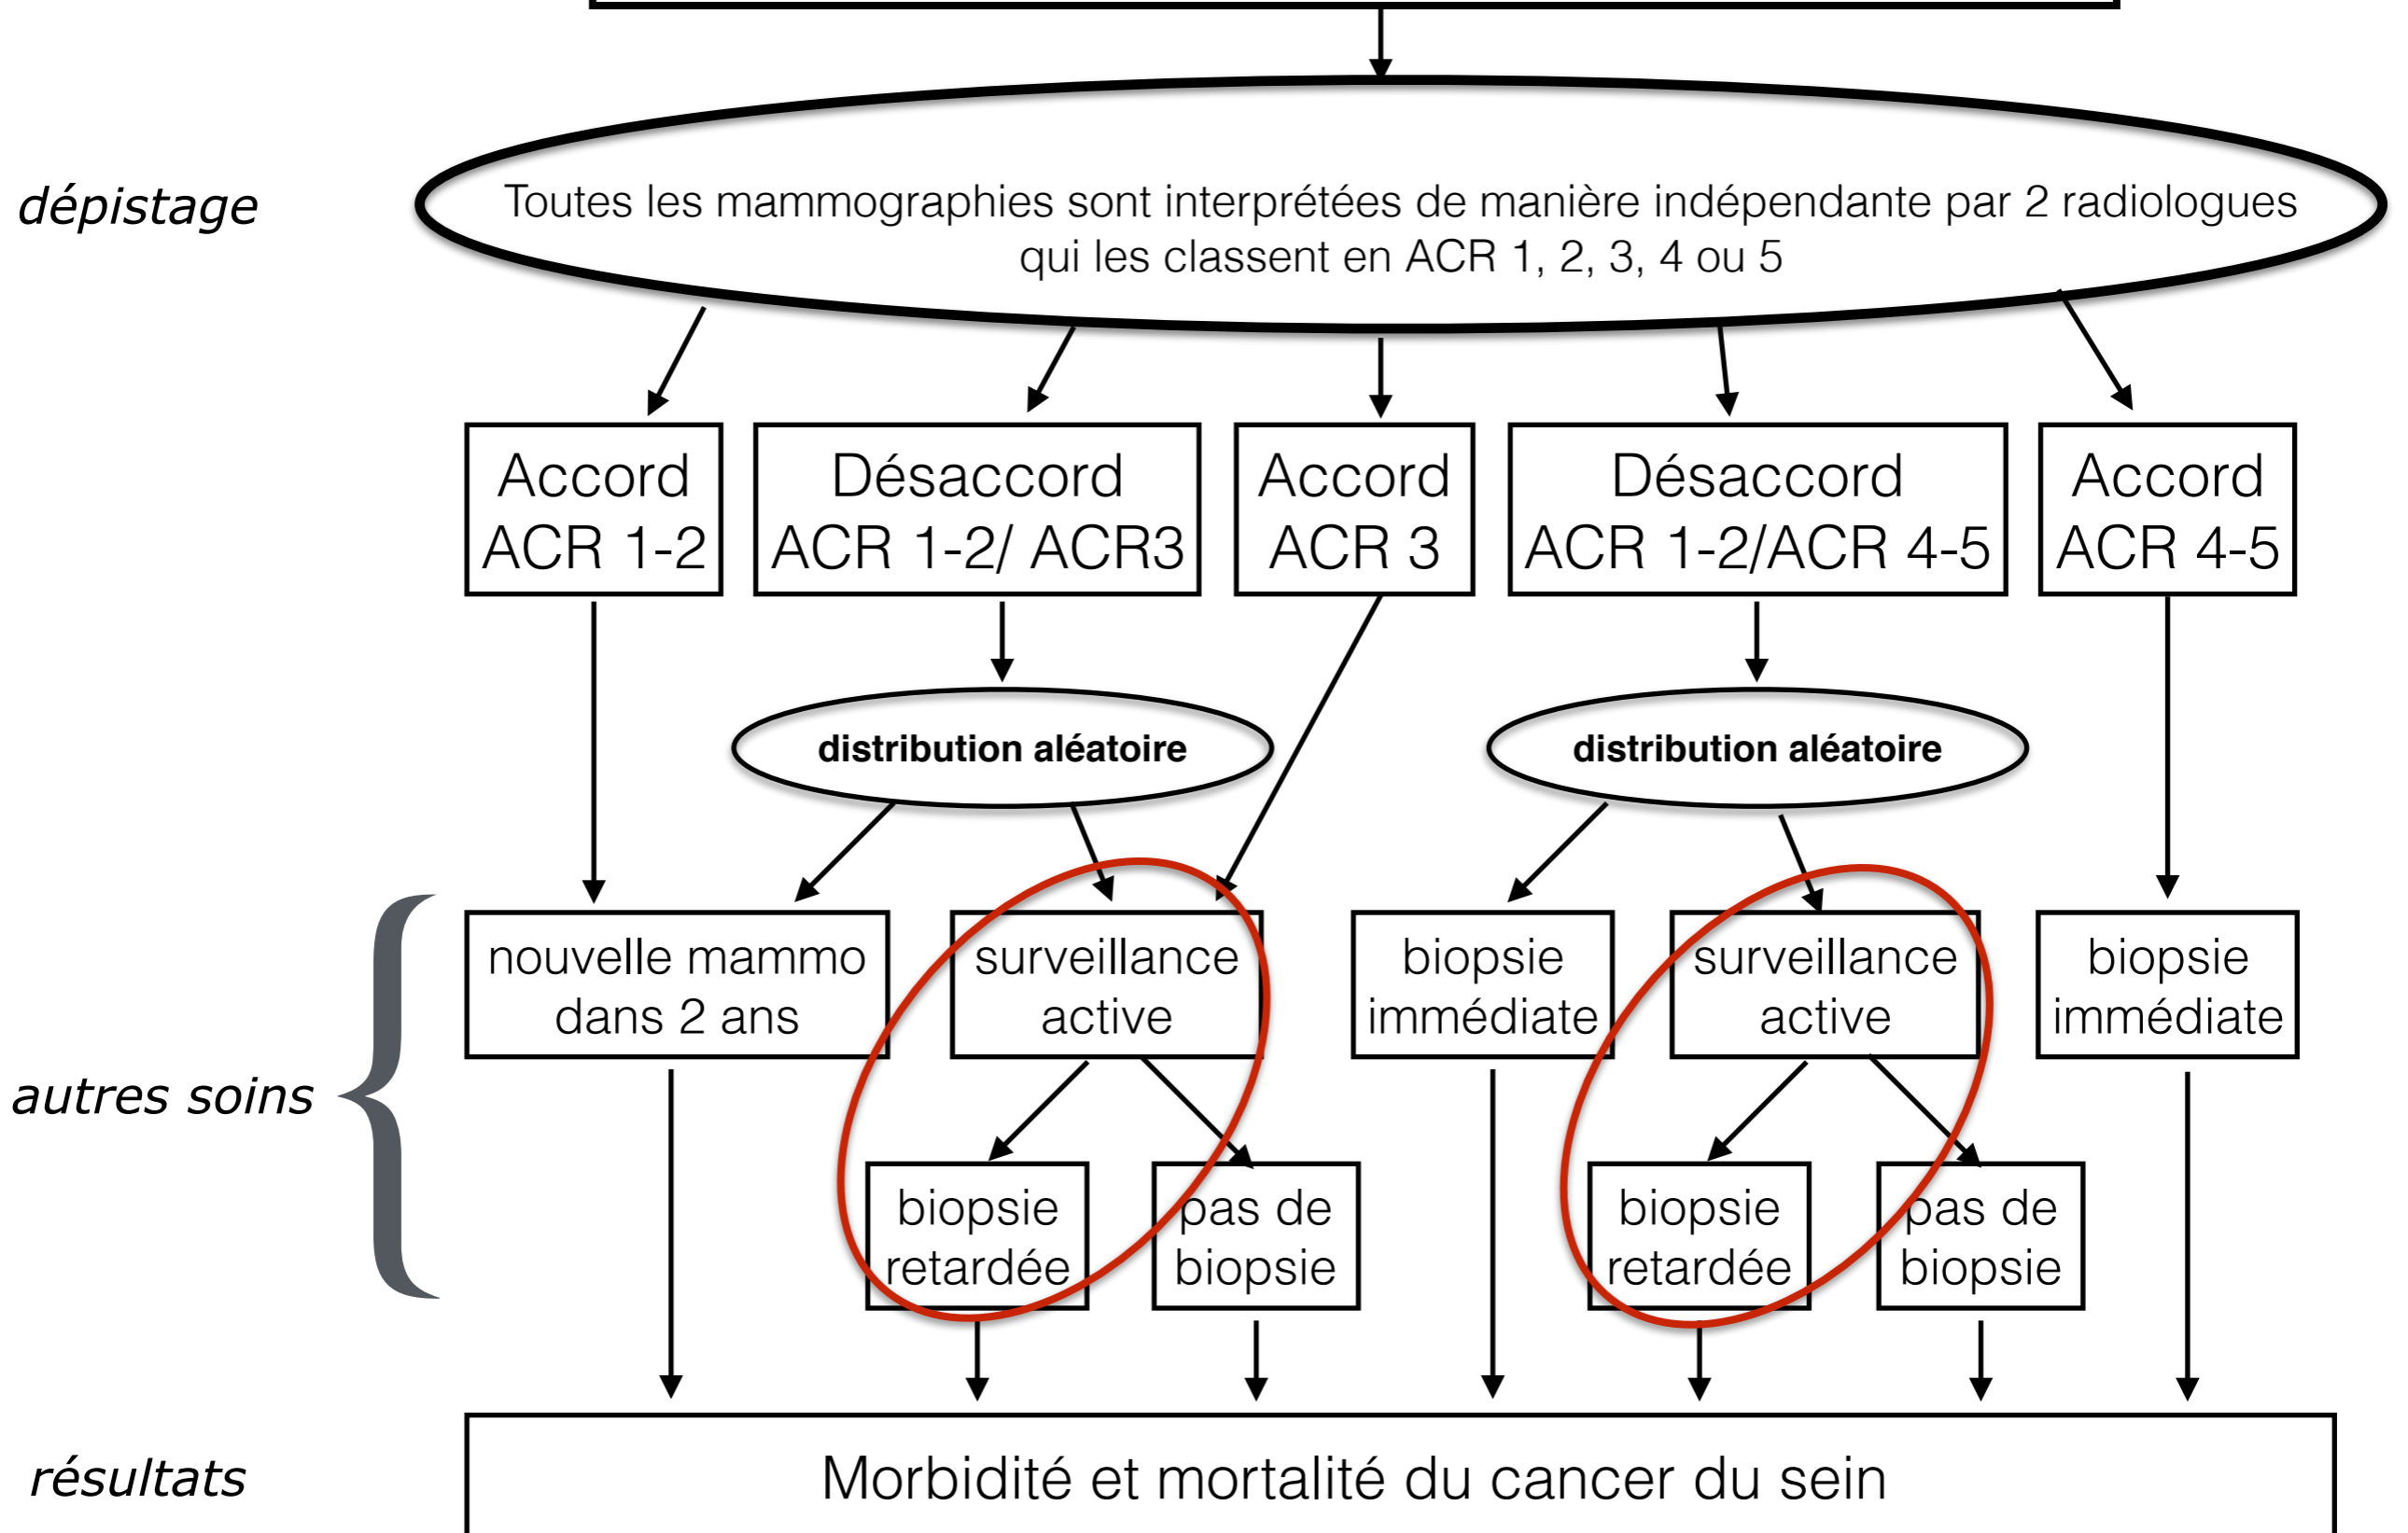 dépistage
Toutes les mammographies sont interprétées de manière indépendante par 2 radiologues
qui les classent en ACR 1, 2, 3, 4 ou 5
Accord
ACR 1-2
Désaccord
ACR 1-2/ ACR3
Accord
ACR 3
Désaccord
ACR 1-2/ACR 4-5
Accord
ACR 4-5
distribution aléatoire
distribution aléatoire
autres soins
nouvelle mammo
dans 2 ans
surveillance
active
biopsie
immédiate
surveillance
active
biopsie
immédiate
biopsie
retardée
pas de
biopsie
biopsie
retardée
pas de
biopsie
résultats
Morbidité et mortalité du cancer du sein